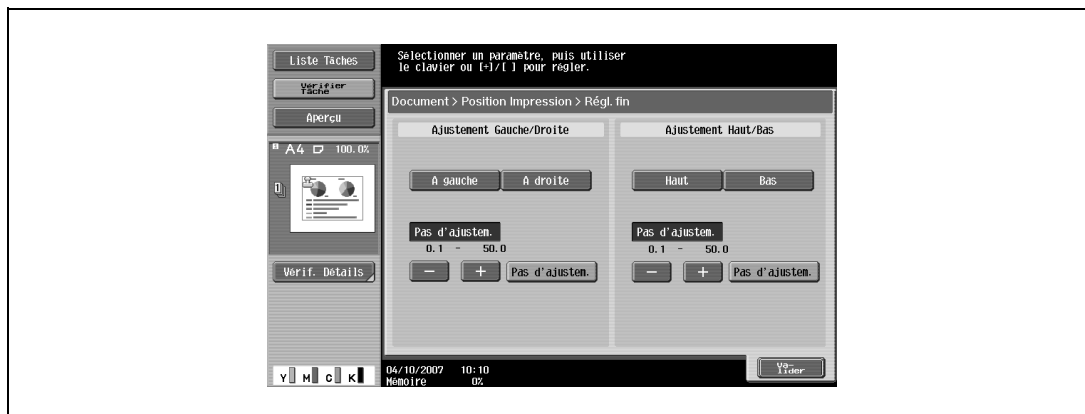 Liste Tâches
Vérifier
Tâche
Aperçu
A4 100.0%
1
Vérif. Détails
Y M C K
Sélectionner un paramètre, puis utiliser
le clavier ou [+]/[ ] pour régler.
Document > Position Impression > Régl. fin
Ajustement Gauche/Droite
A gauche A droite
Pas d'ajustem.
0.1 - 50.0
− + Pas d'ajustem.
Ajustement Haut/Bas
Haut Bas
Pas d'ajustem.
0.1 - 50.0
− + Pas d'ajustem.
04/10/2007 10:10
Mémoire 0%
Va-
lider